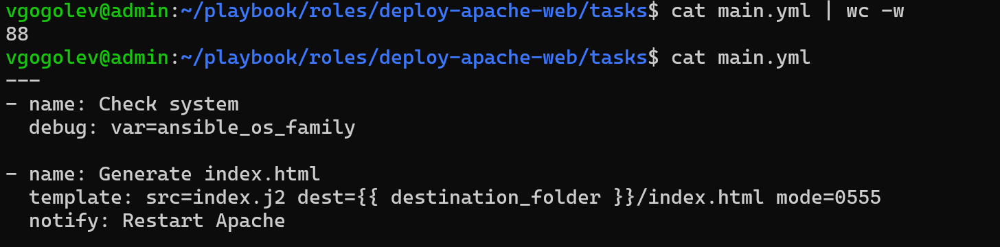 vgogolev@admin:~/playbook/roles/deploy-apache-web/tasks$ cat main.yml | wc -w
88
vgogolev@admin:~/playbook/roles/deploy-apache-web/tasks$ cat main.yml
---
- name: Check system
  debug: var=ansible_os_family

- name: Generate index.html
  template: src=index.j2 dest={{ destination_folder }}/index.html mode=0555
  notify: Restart Apache